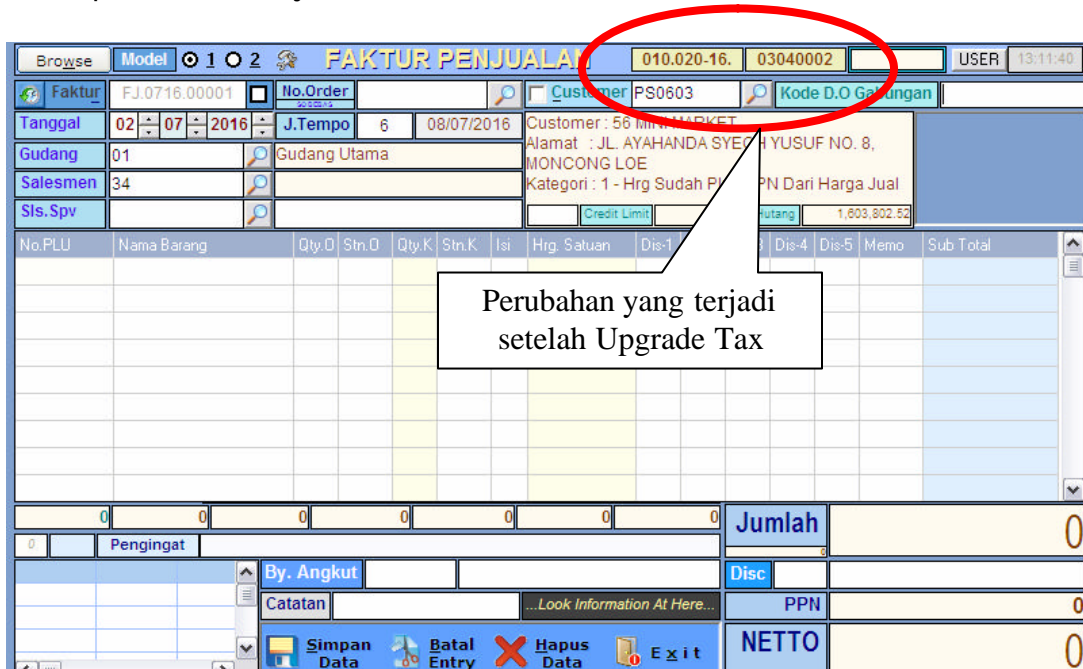 Browse Model 1 2 FAKTUR PENJUALAN 010.020-16. 03040002 USER 13:11:40
Faktur FJ.0716.00001 No.Order Customer PS0603 Kode D.O Gabungan
Tanggal 02 07 2016 J.Tempo 6 08/07/2016 Customer : 56 MINI MARKET
Alamat : JL. AYAHANDA SYECH YUSUF NO. 8,
Gudang 01 Gudang Utama MONCONG LOE
Salesmen 34 Kategori : 1 - Hrg Sudah Dari Harga Jual
Sls.Spv Credit Limit 1,603,802.52
No.PLU Nama Barang Qty.O Stn.O Qty.K Stn.K Isi Hrg. Satuan Dis-1 Dis-4 Dis-5 Memo Sub Total
Perubahan yang terjadi
setelah Upgrade Tax
0 0 0 0 0 0 0 Jumlah 0
0 Pengingat 0
By. Angkut Disc
Catatan ...Look Information At Here... PPN 0
Simpan Data Batal Entry Hapus Data Exit NETTO 0